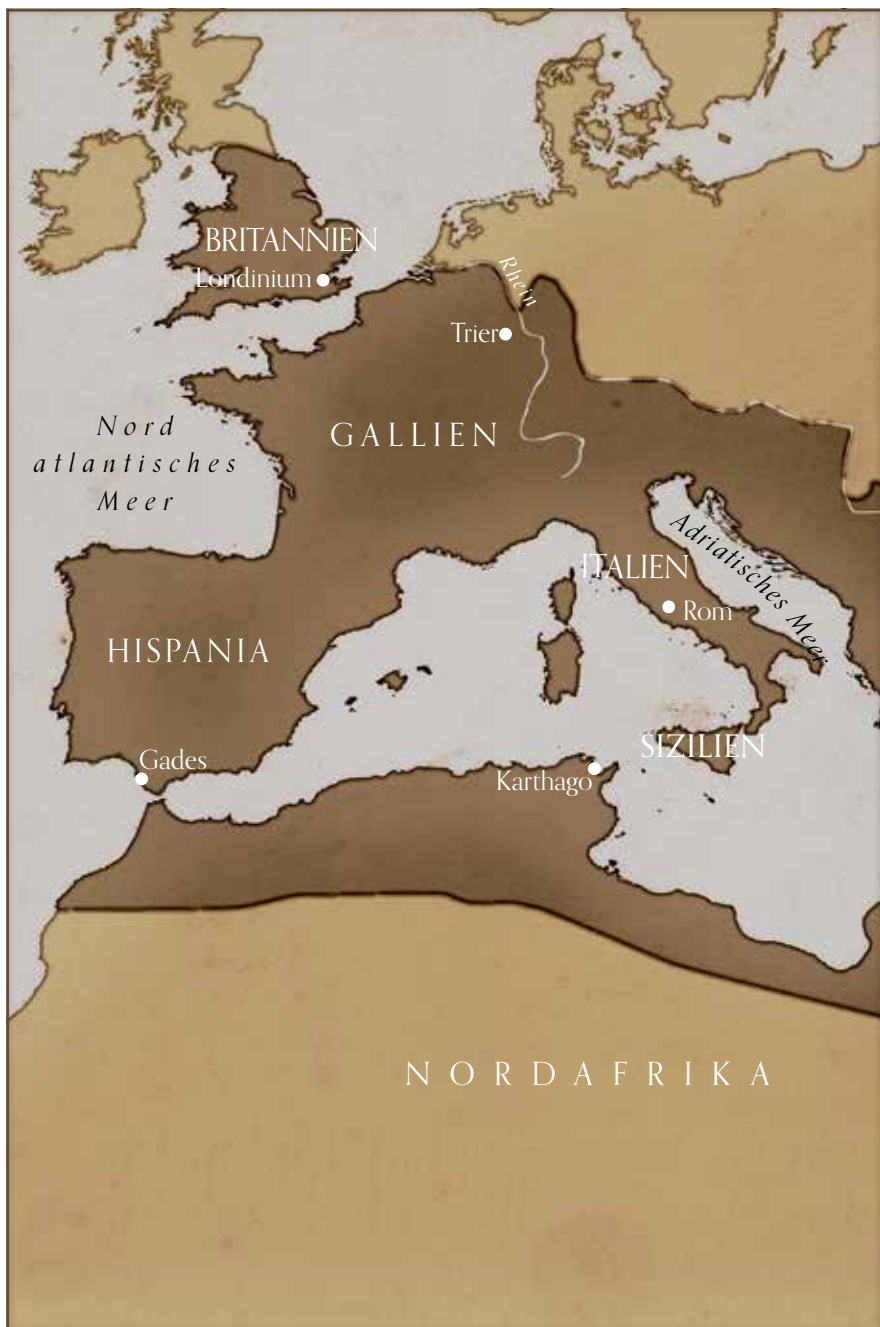 BRITANNIEN
Londinium
Rhein
Trier
Nord
atlantisches
Meer
GALLIEN
Adriatisches Meer
ITALIEN
Rom
HISPANIA
SIZILIEN
Gades
Karthago
NORDAFRIKA